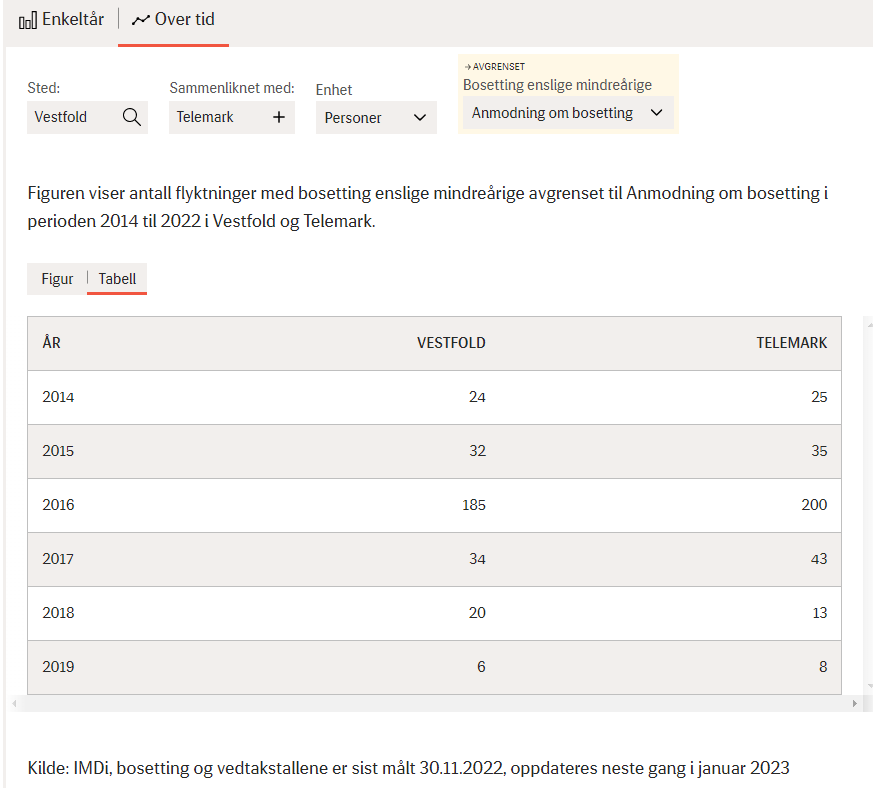 Enkeltår
Over tid
Sted:
Sammenliknet med:
Enhet
→ AVGRENSET
Bosetting enslige mindreårige
Vestfold
Telemark +
Personer
Anmodning om bosetting
Figuren viser antall flyktninger med bosetting enslige mindreårige avgrenset til Anmodning om bosetting i
perioden 2014 til 2022 i Vestfold og Telemark.
Figur
Tabell
ÅR VESTFOLD TELEMARK
2014 24 25
2015 32 35
2016 185 200
2017 34 43
2018 20 13
2019 6 8
Kilde: IMDi, bosetting og vedtakstallene er sist målt 30.11.2022, oppdateres neste gang i januar 2023